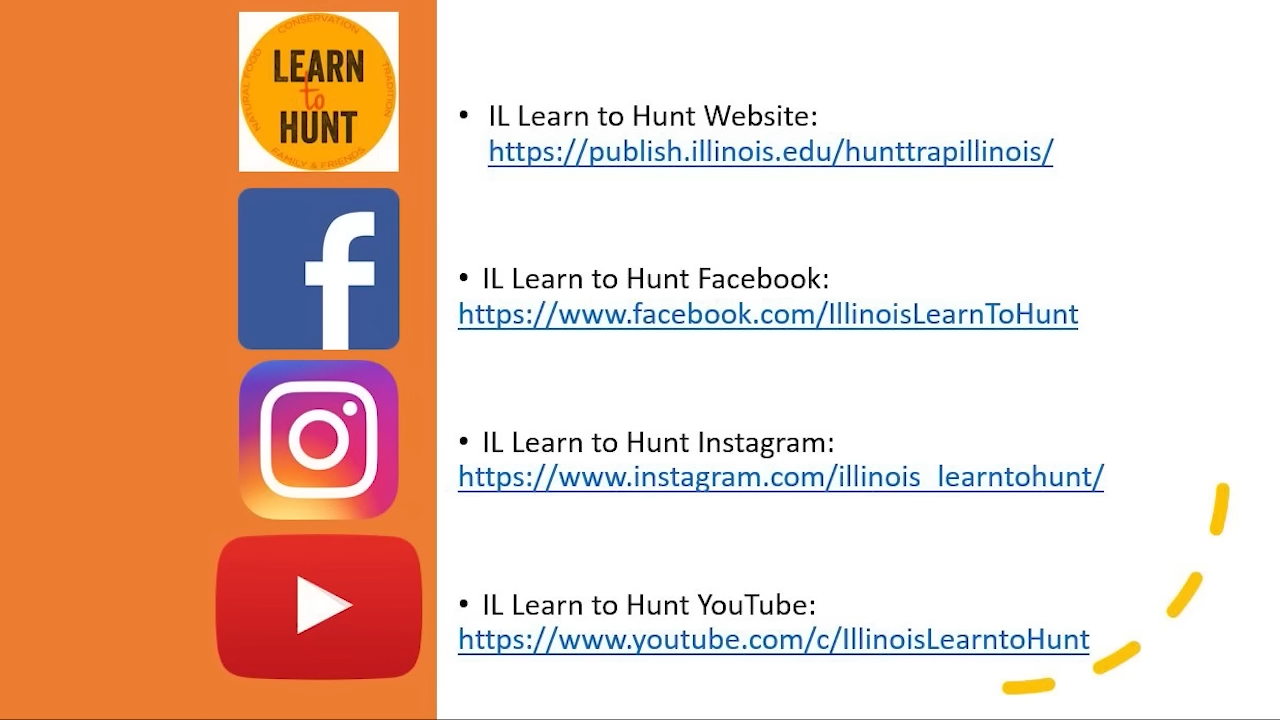 CONSERVATION
NATURAL FOOD
TRADITION
LEARN
to
HUNT
FAMILY & FRIENDS
• IL Learn to Hunt Website:
https://publish.illinois.edu/hunttrapillinois/
f
• IL Learn to Hunt Facebook:
https://www.facebook.com/IllinoisLearnToHunt
• IL Learn to Hunt Instagram:
https://www.instagram.com/illinois_learntohunt/
• IL Learn to Hunt YouTube:
https://www.youtube.com/c/IllinoisLearntoHunt